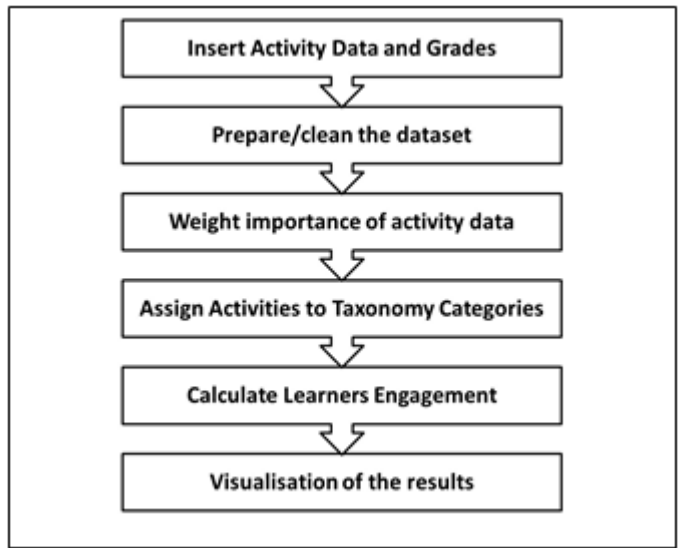 Insert Activity Data and Grades
Prepare/clean the dataset
Weight importance of activity data
Assign Activities to Taxonomy Categories
Calculate Learners Engagement
Visualisation of the results